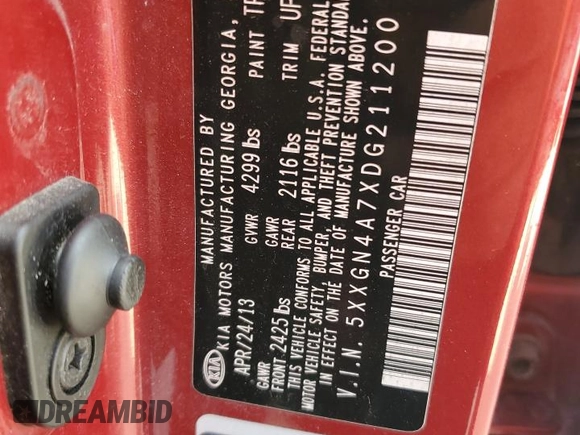 KIA
MANUFACTURED BY
KIA MOTORS MANUFACTURING GEORGIA,
APR/24/13 GVWR 4299 lbs PAINT
GAWR GAWR TRIM
FRONT 2425 lbs REAR 2116 lbs
THIS VEHICLE CONFORMS TO ALL APPLICABLE U.S.A. FEDERAL
MOTOR VEHICLE SAFETY, BUMPER, AND THEFT PREVENTION
IN EFFECT ON THE DATE OF MANUFACTURE SHOWN ABOVE.
V.I.N. 5XXGN4A7XDG211200
PASSENGER CAR
DREAMBID